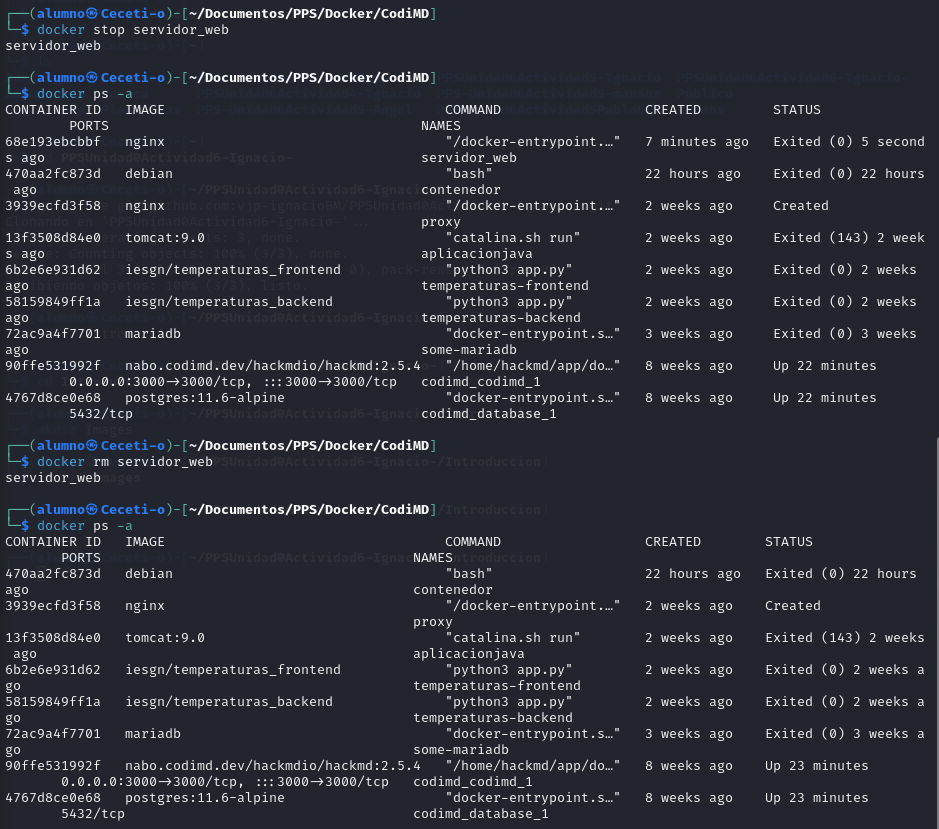 ┌──(alumno㉿Ceceti-o)-[~/Documentos/PPS/Docker/CodiMD]
└─$ docker stop servidor_web
servidor_web
┌──(alumno㉿Ceceti-o)-[~/Documentos/PPS/Docker/CodiMD]
└─$ docker ps -a
CONTAINER ID   IMAGE                                   COMMAND                  CREATED         STATUS
        PORTS                                       NAMES
68e193ebcbbf   nginx                                   "/docker-entrypoint.…"   7 minutes ago   Exited (0) 5 second
s ago                                               servidor_web
470aa2fc873d   debian                                  "bash"                   22 hours ago    Exited (0) 22 hours
 ago                                                contenedor
3939ecfd3f58   nginx                                   "/docker-entrypoint.…"   2 weeks ago     Created
                                                    proxy
13f3508d84e0   tomcat:9.0                              "catalina.sh run"        2 weeks ago     Exited (143) 2 week
s ago                                               aplicacionjava
6b2e6e931d62   iesgn/temperaturas_frontend             "python3 app.py"         2 weeks ago     Exited (0) 2 weeks
ago                                                 temperaturas-frontend
58159849ff1a   iesgn/temperaturas_backend              "python3 app.py"         2 weeks ago     Exited (0) 2 weeks
ago                                                 temperaturas-backend
72ac9a4f7701   mariadb                                 "docker-entrypoint.s…"   3 weeks ago     Exited (0) 3 weeks
ago                                                 some-mariadb
90ffe531992f   nabo.codimd.dev/hackmdio/hackmd:2.5.4   "/home/hackmd/app/do…"   8 weeks ago     Up 22 minutes
        0.0.0.0:3000→3000/tcp, :::3000→3000/tcp   codimd_codimd_1
4767d8ce0e68   postgres:11.6-alpine                    "docker-entrypoint.s…"   8 weeks ago     Up 22 minutes
        5432/tcp                                    codimd_database_1
┌──(alumno㉿Ceceti-o)-[~/Documentos/PPS/Docker/CodiMD]
└─$ docker rm servidor_web
servidor_web
┌──(alumno㉿Ceceti-o)-[~/Documentos/PPS/Docker/CodiMD]
└─$ docker ps -a
CONTAINER ID   IMAGE                                   COMMAND                  CREATED        STATUS
       PORTS                                       NAMES
470aa2fc873d   debian                                  "bash"                   22 hours ago   Exited (0) 22 hours
ago                                                contenedor
3939ecfd3f58   nginx                                   "/docker-entrypoint.…"   2 weeks ago    Created
                                                   proxy
13f3508d84e0   tomcat:9.0                              "catalina.sh run"        2 weeks ago    Exited (143) 2 weeks
 ago                                               aplicacionjava
6b2e6e931d62   iesgn/temperaturas_frontend             "python3 app.py"         2 weeks ago    Exited (0) 2 weeks a
go                                                 temperaturas-frontend
58159849ff1a   iesgn/temperaturas_backend              "python3 app.py"         2 weeks ago    Exited (0) 2 weeks a
go                                                 temperaturas-backend
72ac9a4f7701   mariadb                                 "docker-entrypoint.s…"   3 weeks ago    Exited (0) 3 weeks a
go                                                 some-mariadb
90ffe531992f   nabo.codimd.dev/hackmdio/hackmd:2.5.4   "/home/hackmd/app/do…"   8 weeks ago    Up 23 minutes
       0.0.0.0:3000→3000/tcp, :::3000→3000/tcp   codimd_codimd_1
4767d8ce0e68   postgres:11.6-alpine                    "docker-entrypoint.s…"   8 weeks ago    Up 23 minutes
       5432/tcp                                    codimd_database_1